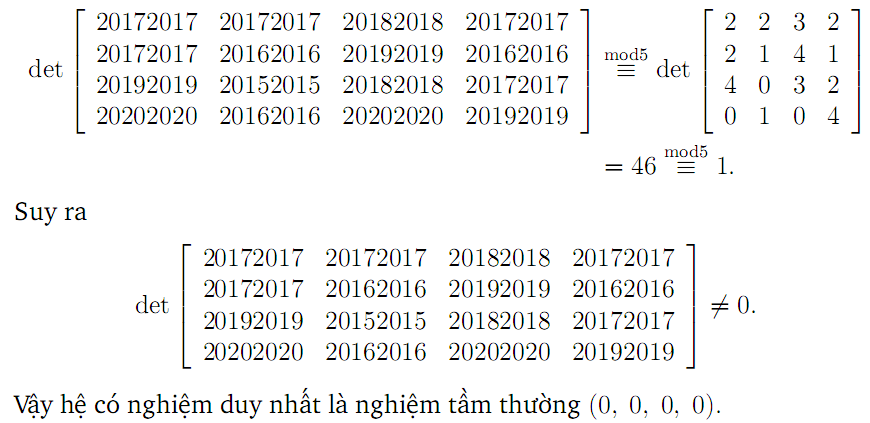 det [ 20172017 20172017 20182018 20172017 2 2 3 2
20172017 20162016 20192019 20162016 mod5 2 1 4 1
20192019 20152015 20182018 20172017 ≡ det 4 0 3 2
20202020 20162016 20202020 20192019 ] [ 0 1 0 4 ]
= 46 mod5 ≡ 1.
Suy ra
det [ 20172017 20172017 20182018 20172017
20172017 20162016 20192019 20162016
20192019 20152015 20182018 20172017 ≠ 0.
20202020 20162016 20202020 20192019 ]
Vậy hệ có nghiệm duy nhất là nghiệm tầm thường (0, 0, 0, 0).